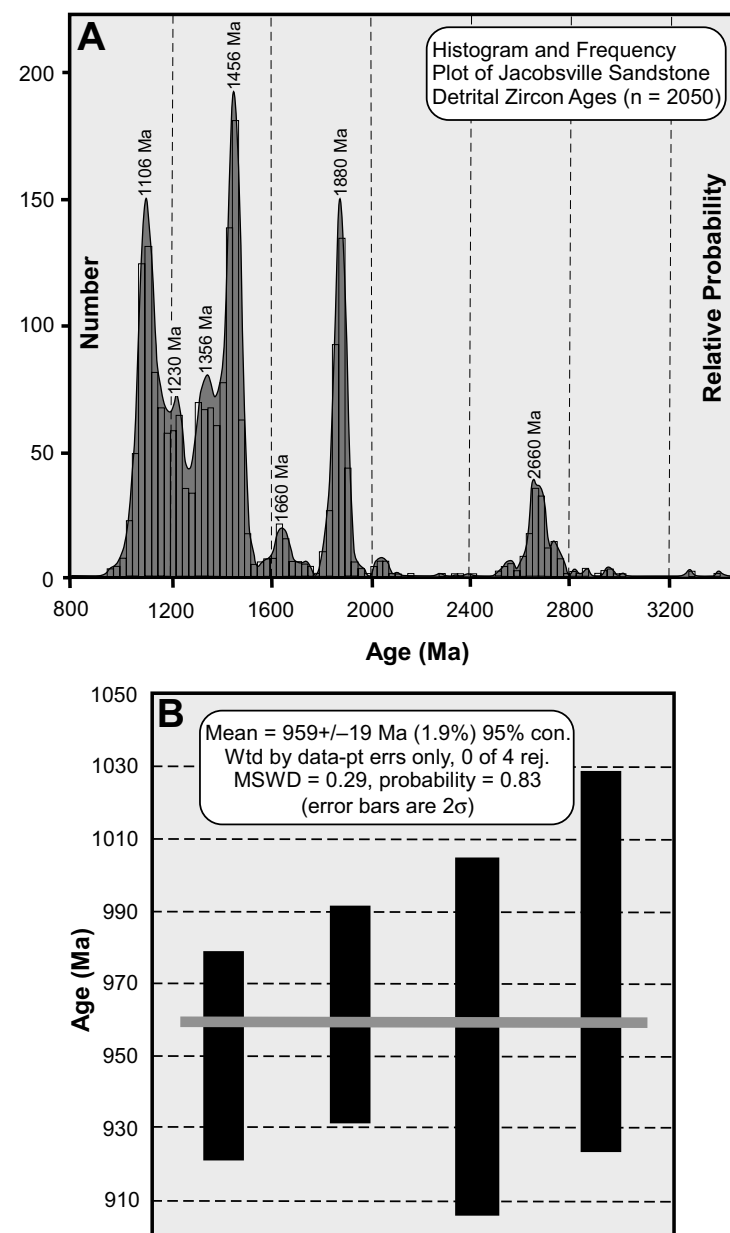 A
Histogram and Frequency
Plot of Jacobsville Sandstone
Detrital Zircon Ages (n = 2050)
1106 Ma
1230 Ma
1356 Ma
1456 Ma
1660 Ma
1880 Ma
2660 Ma
Number
Relative Probability
200
150
100
50
0
800 1200 1600 2000 2400 2800 3200
Age (Ma)
B
Mean = 959+/–19 Ma (1.9%) 95% con.
Wtd by data-pt errs only, 0 of 4 rej.
MSWD = 0.29, probability = 0.83
(error bars are 2σ)
Age (Ma)
1050
1030
1010
990
970
950
930
910